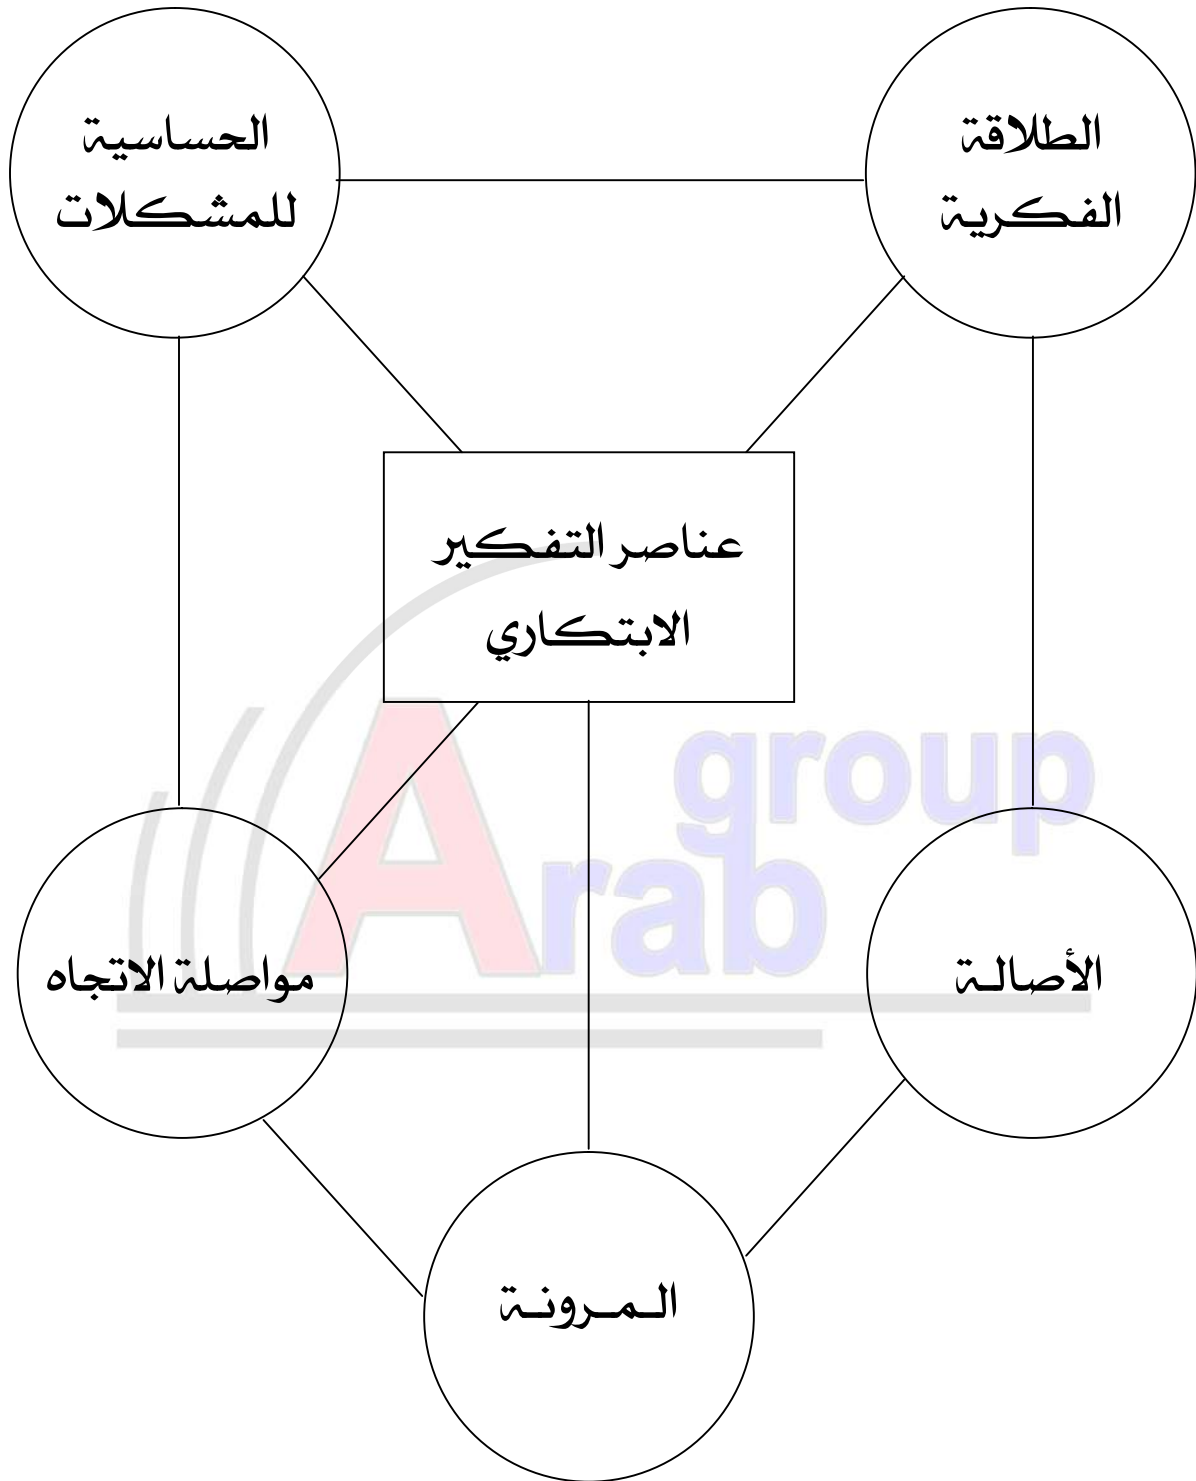 الطلاقة
الفكرية
الحساسية
للمشكلات
عناصر التفكير
الابتكاري
الأصالة
مواصلة الاتجاه
المرونة
Arab
group